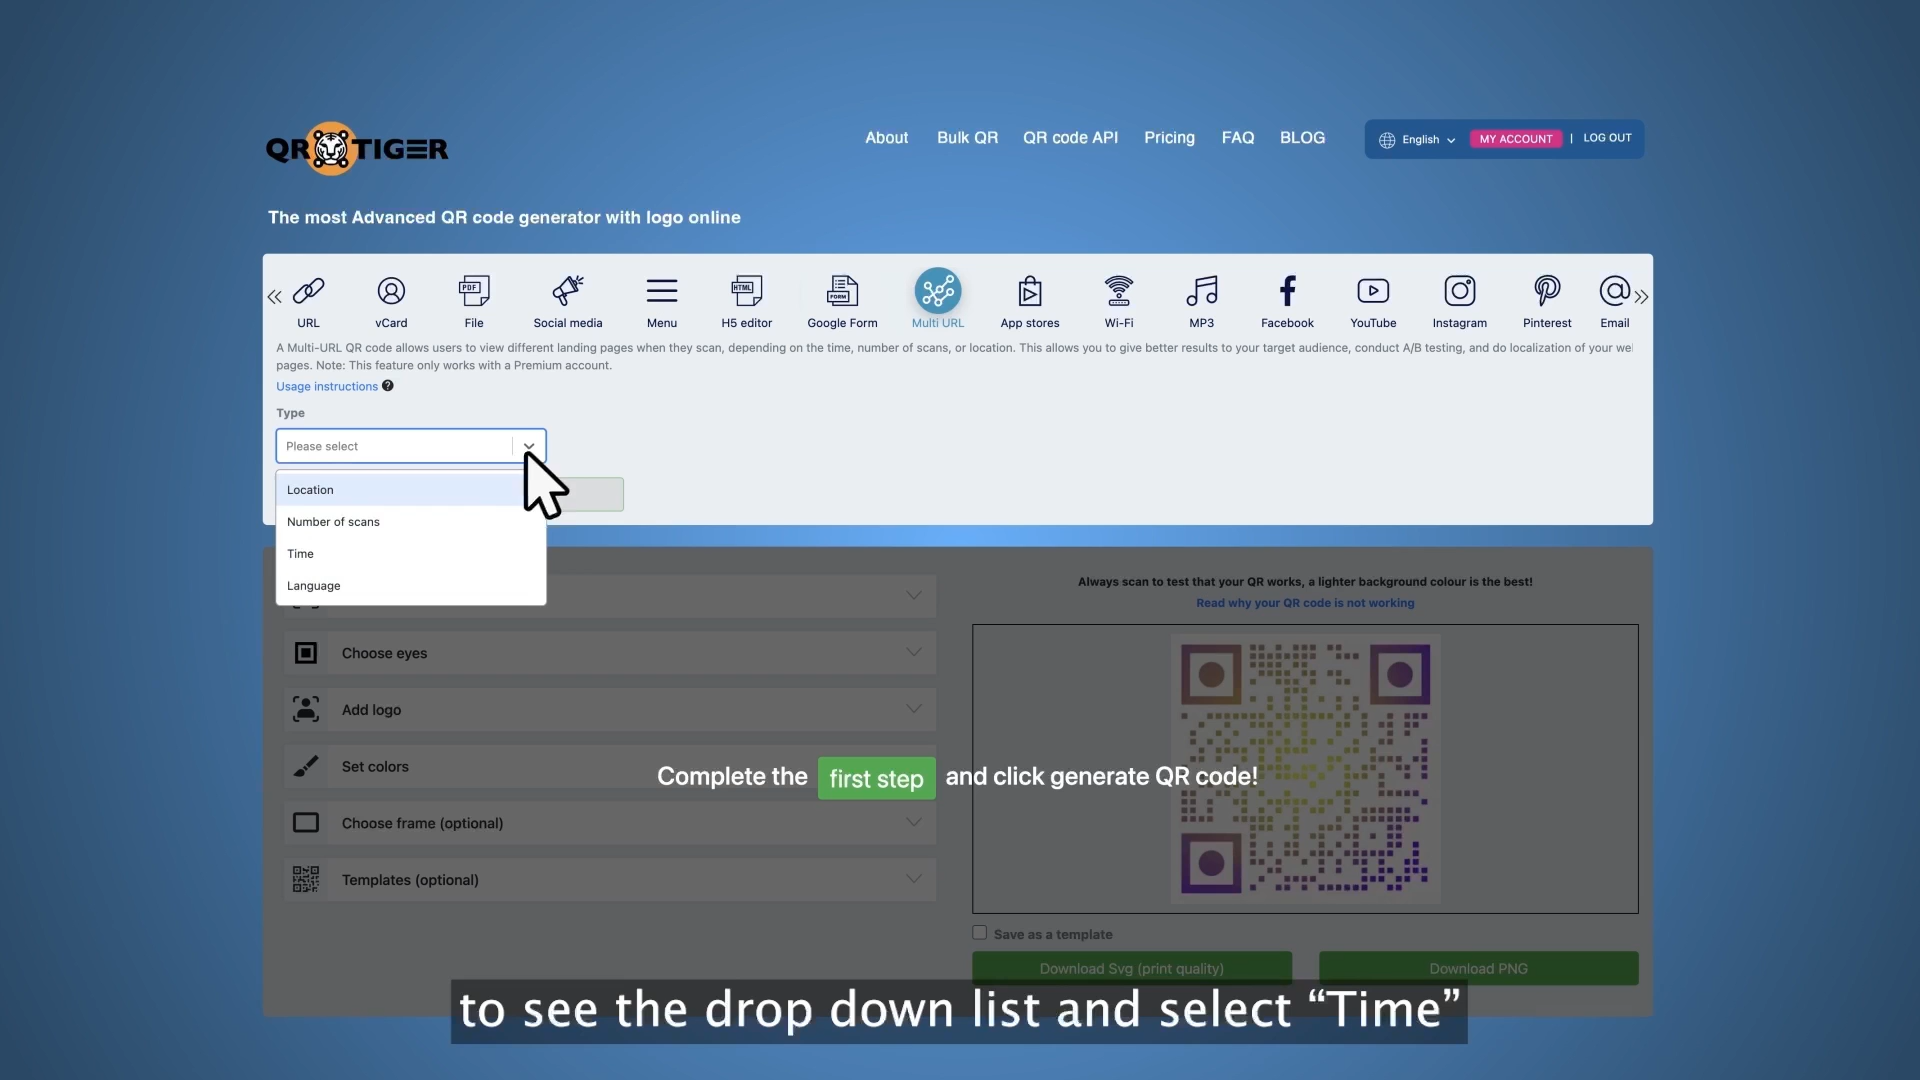 QR TIGER
About Bulk QR QR code API Pricing FAQ BLOG
English MY ACCOUNT | LOG OUT
The most Advanced QR code generator with logo online
URL vCard File Social media Menu H5 editor Google Form Multi URL App stores Wi-Fi MP3 Facebook YouTube Instagram Pinterest Email
PDF
HTML
FORM
A Multi-URL QR code allows users to view different landing pages when they scan, depending on the time, number of scans, or location. This allows you to give better results to your target audience, conduct A/B testing, and do localization of your we
pages. Note: This feature only works with a Premium account.
Usage instructions ?
Type
Please select
Location
Number of scans
Time
Language
Choose eyes
Add logo
Set colors
Choose frame (optional)
Templates (optional)
Complete the first step and click generate QR code!
Always scan to test that your QR works, a lighter background colour is the best!
Read why your QR code is not working
Save as a template
Download Svg (print quality) Download PNG
to see the drop down list and select “Time”